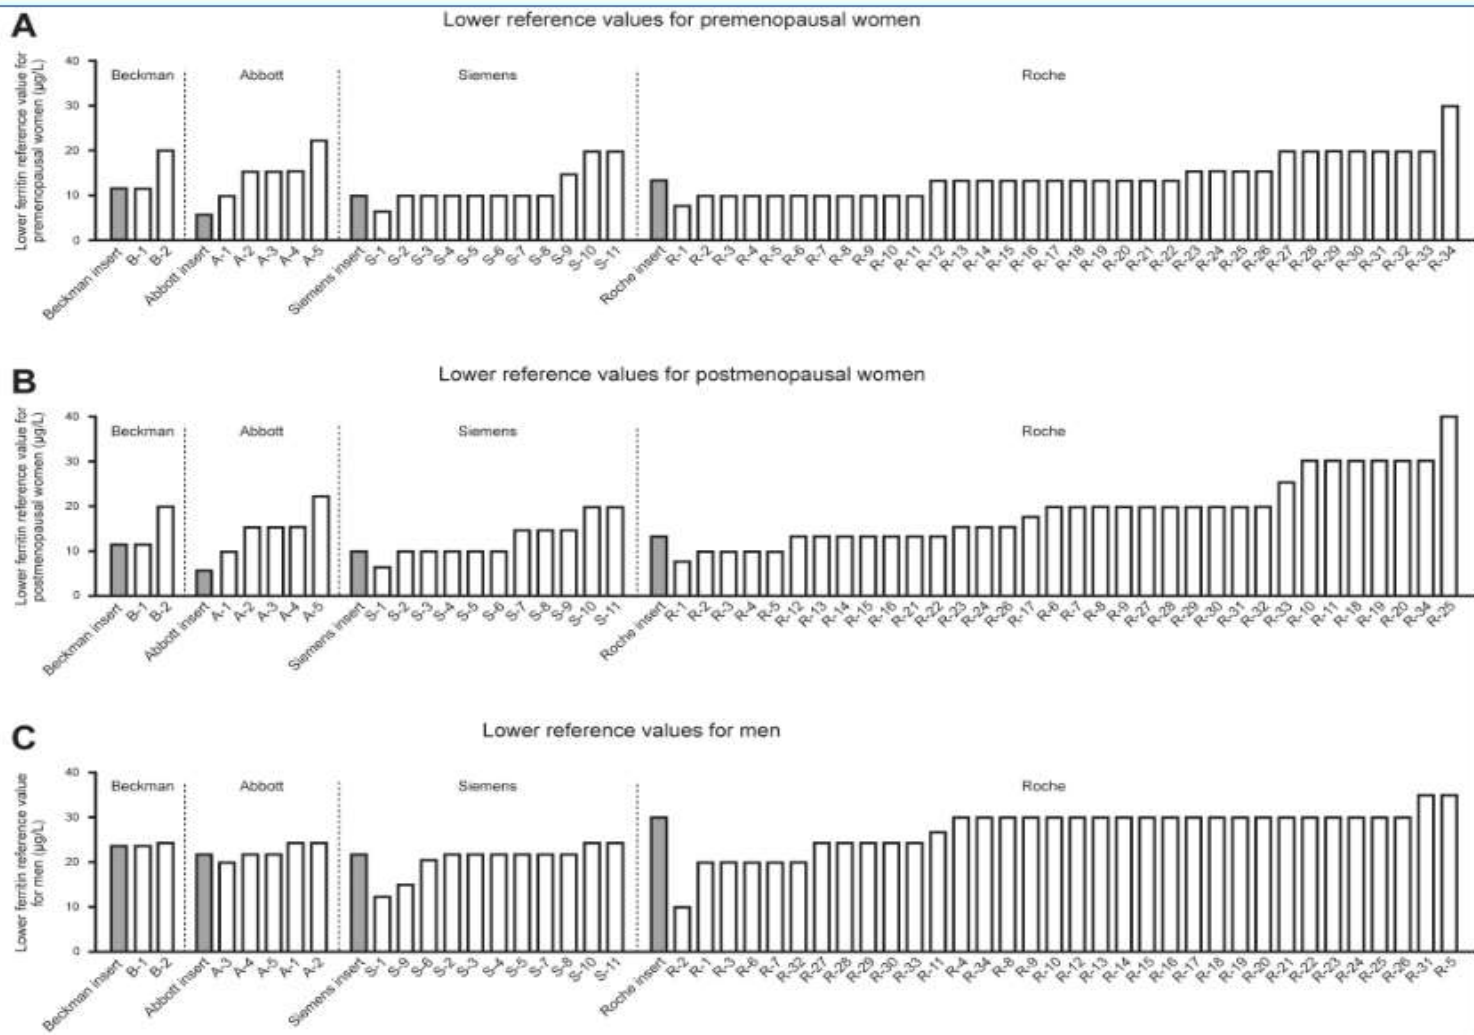 A
Lower reference values for premenopausal women
Lower ferritin reference value for
premenopausal women (µg/L)
40
30
20
10
0
Beckman
Abbott
Siemens
Roche
Beckman insert
B-1
B-2
Abbott insert
A-1
A-2
A-3
A-4
A-5
Siemens insert
S-1
S-2
S-3
S-4
S-5
S-6
S-7
S-8
S-9
S-10
S-11
Roche insert
R-1
R-2
R-3
R-4
R-5
R-6
R-7
R-8
R-9
R-10
R-11
R-12
R-13
R-14
R-15
R-16
R-17
R-18
R-19
R-20
R-21
R-22
R-23
R-24
R-25
R-26
R-27
R-28
R-29
R-30
R-31
R-32
R-33
R-34
B
Lower reference values for postmenopausal women
Lower ferritin reference value for
postmenopausal women (µg/L)
40
30
20
10
0
Beckman
Abbott
Siemens
Roche
Beckman insert
B-1
B-2
Abbott insert
A-1
A-2
A-3
A-4
A-5
Siemens insert
S-1
S-2
S-3
S-4
S-5
S-6
S-7
S-8
S-9
S-10
S-11
Roche insert
R-1
R-2
R-3
R-4
R-5
R-12
R-13
R-14
R-15
R-16
R-21
R-22
R-23
R-24
R-26
R-17
R-6
R-7
R-8
R-9
R-27
R-28
R-29
R-30
R-31
R-32
R-33
R-10
R-11
R-18
R-19
R-20
R-34
R-25
C
Lower reference values for men
Lower ferritin reference value
for men (µg/L)
40
30
20
10
0
Beckman
Abbott
Siemens
Roche
Beckman insert
B-1
B-2
Abbott insert
A-3
A-4
A-5
A-1
A-2
Siemens insert
S-1
S-9
S-6
S-2
S-3
S-4
S-5
S-7
S-8
S-10
S-11
Roche insert
R-2
R-1
R-3
R-6
R-7
R-32
R-27
R-28
R-29
R-30
R-33
R-11
R-4
R-34
R-8
R-9
R-10
R-12
R-13
R-14
R-15
R-16
R-17
R-18
R-19
R-20
R-21
R-22
R-23
R-24
R-25
R-26
R-31
R-5